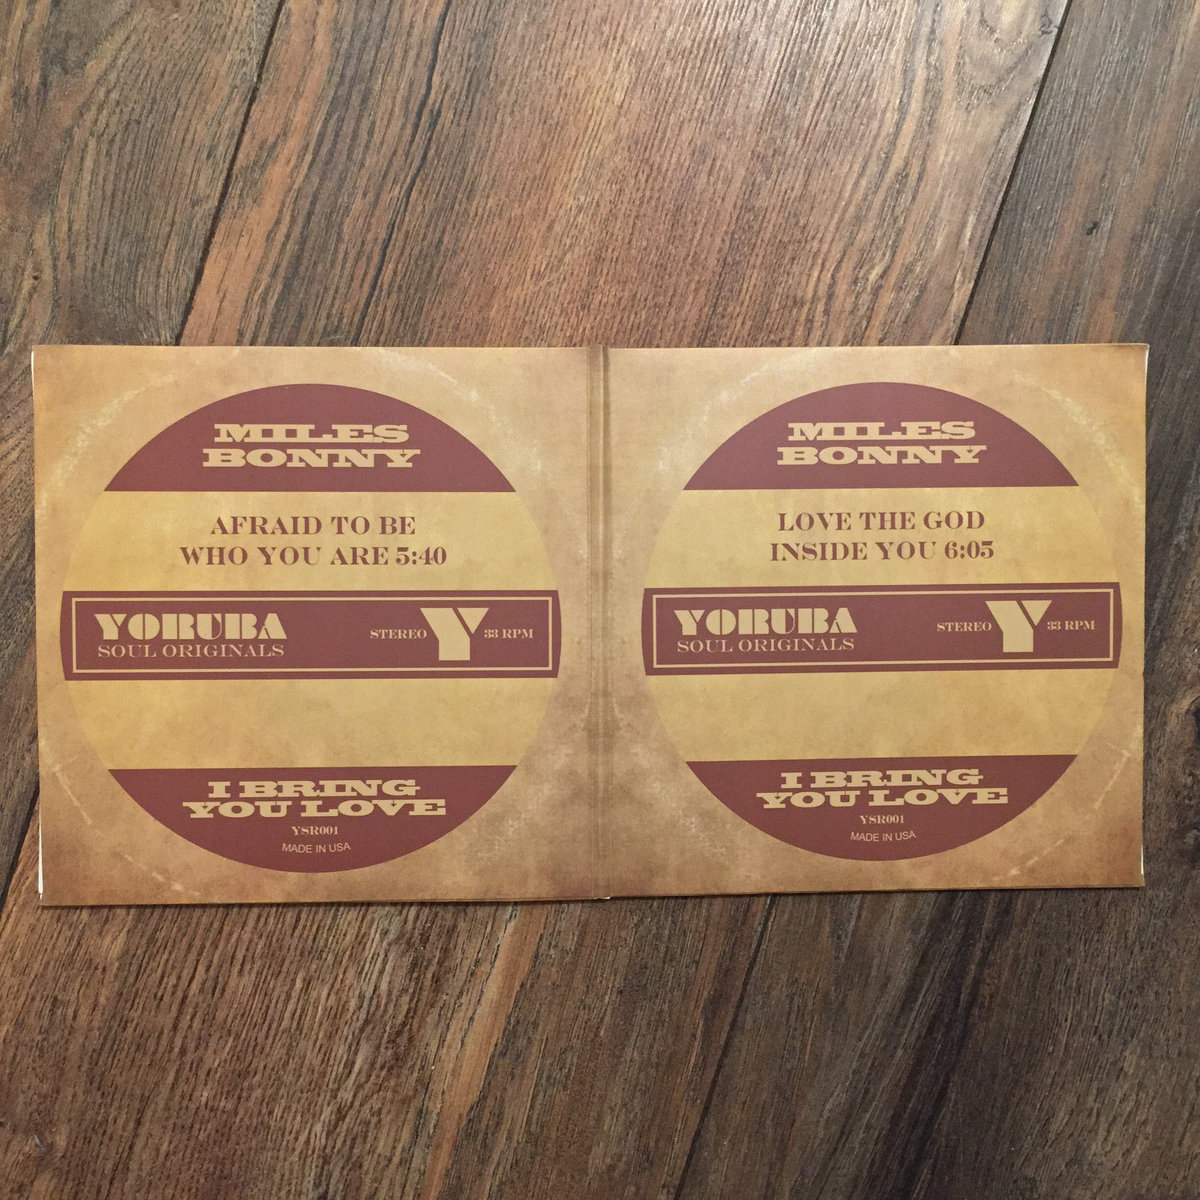 MILES
BONNY
AFRAID TO BE
WHO YOU ARE 5:40
YORUBA
SOUL ORIGINALS
STEREO Y 33 RPM
I BRING
YOU LOVE
YSR001
MADE IN USA
MILES
BONNY
LOVE THE GOD
INSIDE YOU 6:05
YORUBA
SOUL ORIGINALS
STEREO Y 33 RPM
I BRING
YOU LOVE
YSR001
MADE IN USA